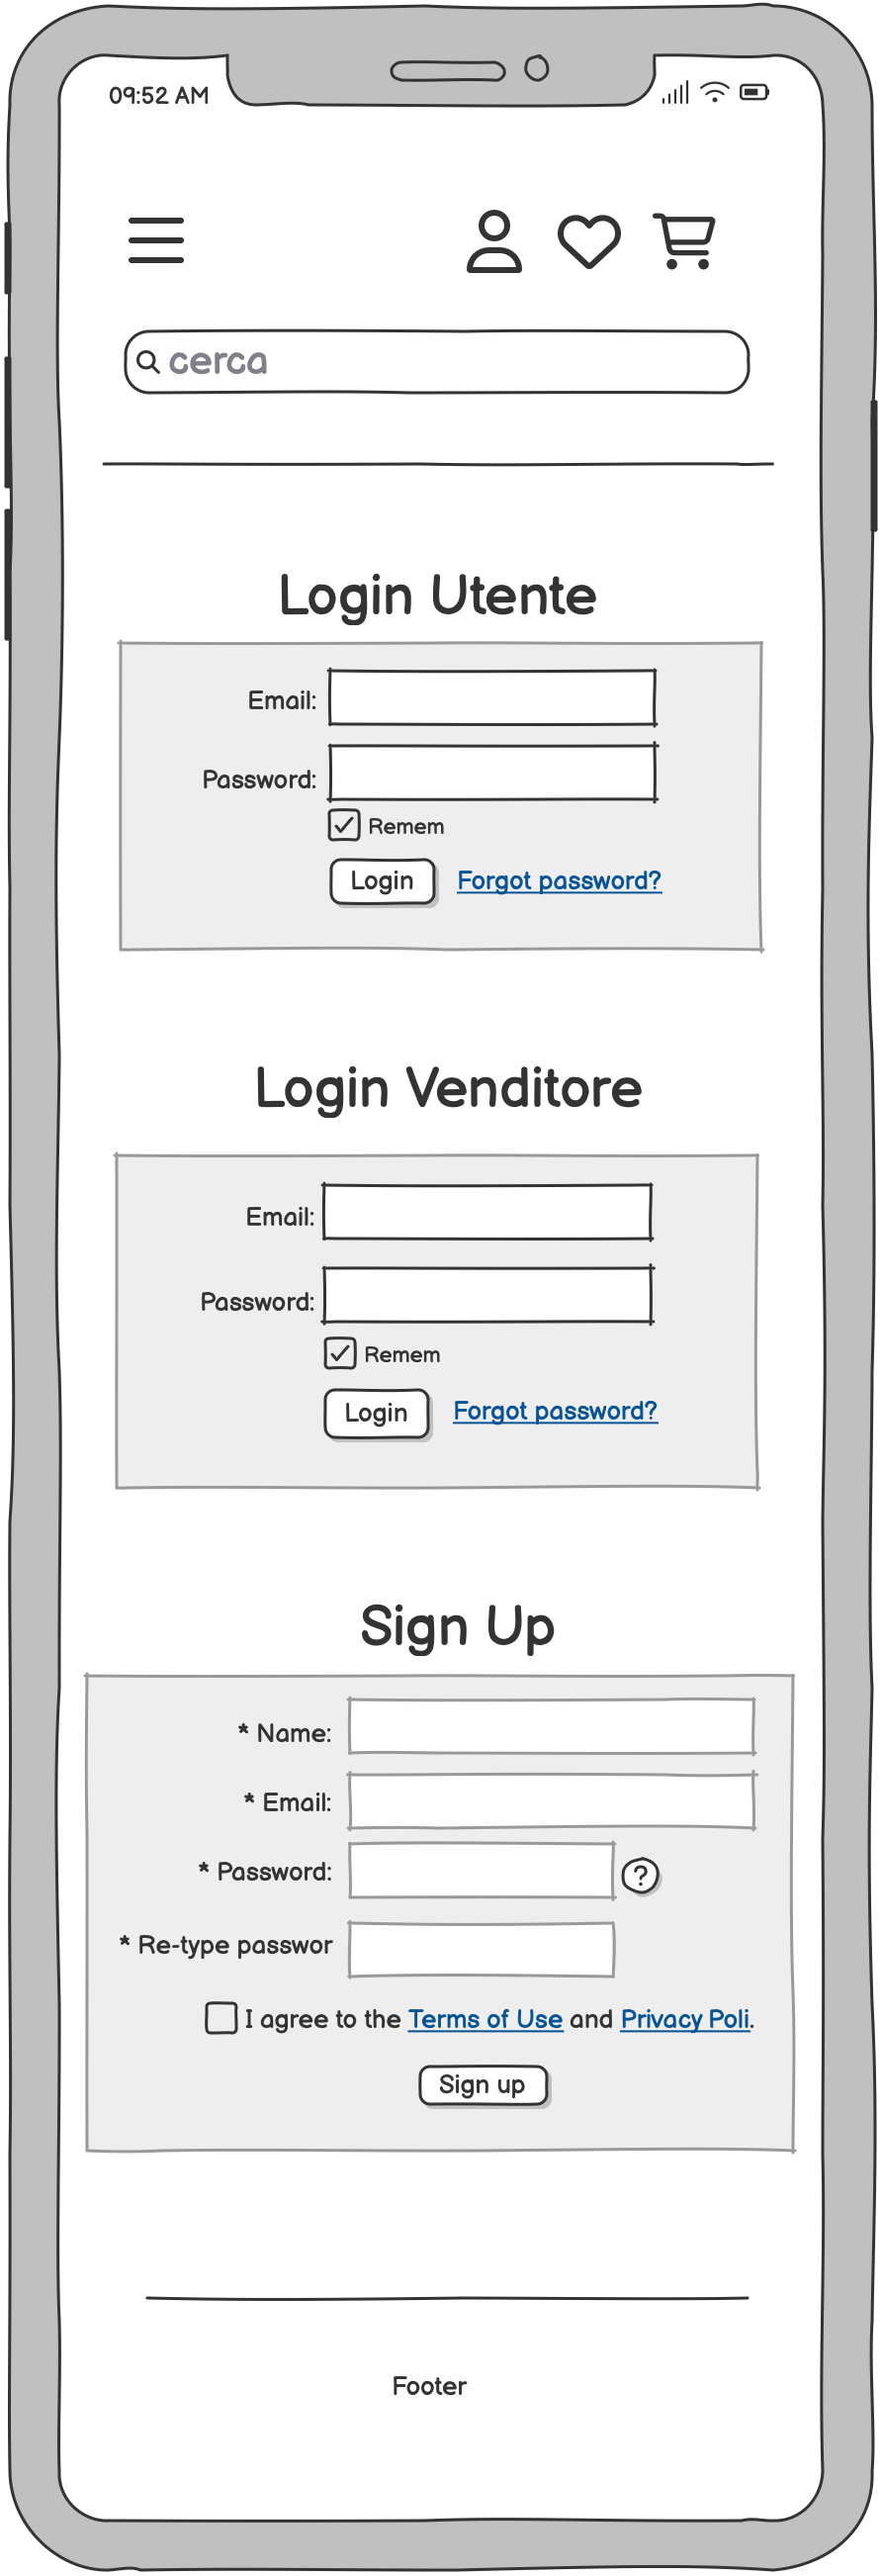 09:52 AM
cerca
Login Utente
Email:
Password:
Remem
Login Forgot password?
Login Venditore
Email:
Password:
Remem
Login Forgot password?
Sign Up
* Name:
* Email:
* Password: ?
* Re-type passwor
I agree to the Terms of Use and Privacy Poli.
Sign up
Footer